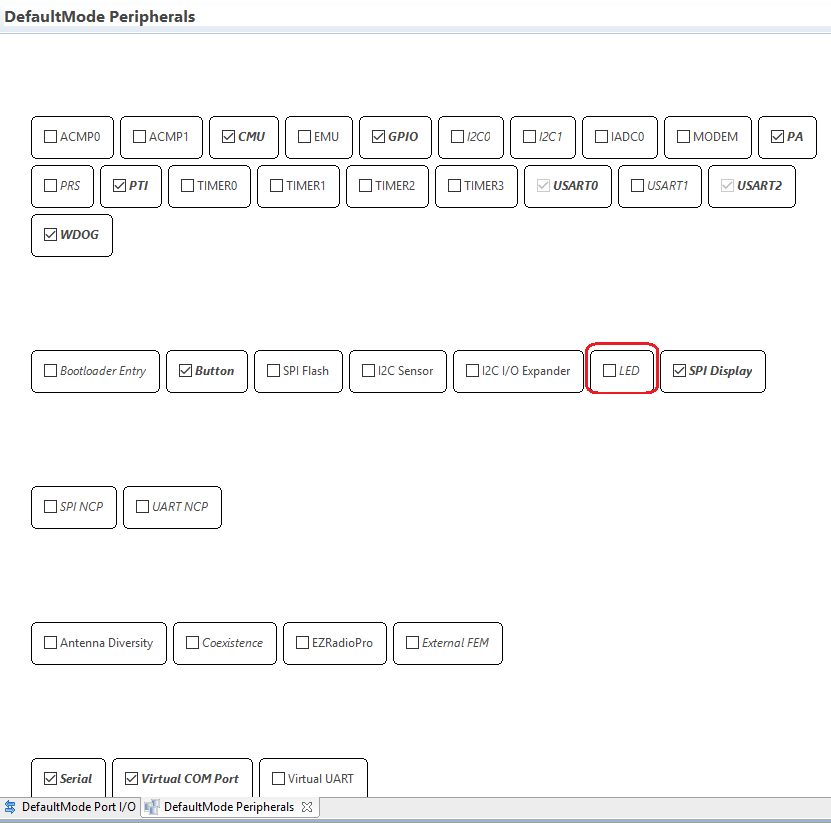 DefaultMode Peripherals
ACMP0 ACMP1 CMU EMU GPIO I2C0 I2C1 IADC0 MODEM PA
PRS PTI TIMER0 TIMER1 TIMER2 TIMER3 USART0 USART1 USART2
WDOG
Bootloader Entry Button SPI Flash I2C Sensor I2C I/O Expander LED SPI Display
SPI NCP UART NCP
Antenna Diversity Coexistence EZRadioPro External FEM
Serial Virtual COM Port Virtual UART
DefaultMode Port I/O DefaultMode Peripherals